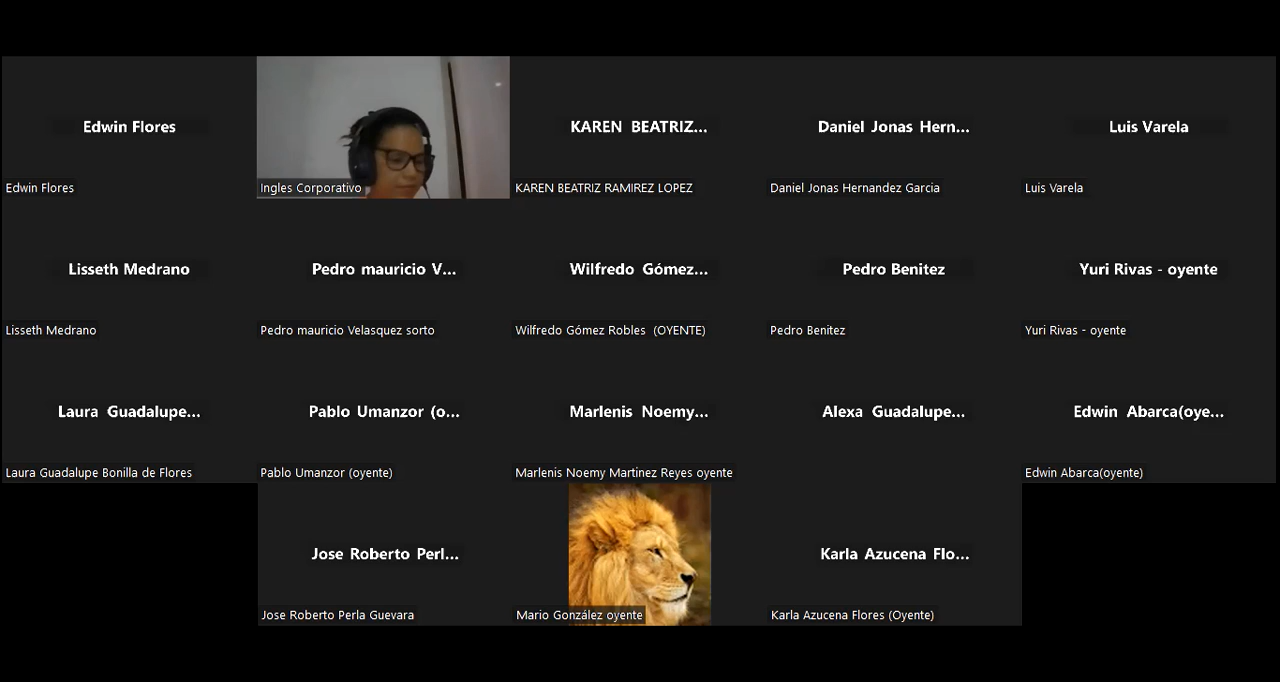 Edwin Flores
KAREN BEATRIZ...
Daniel Jonas Hern...
Luis Varela
Edwin Flores
Ingles Corporativo
KAREN BEATRIZ RAMIREZ LOPEZ
Daniel Jonas Hernandez Garcia
Luis Varela
Lisseth Medrano
Pedro mauricio V...
Wilfredo Gómez...
Pedro Benitez
Yuri Rivas - oyente
Lisseth Medrano
Pedro mauricio Velasquez sorto
Wilfredo Gómez Robles (OYENTE)
Pedro Benitez
Yuri Rivas - oyente
Laura Guadalupe...
Pablo Umanzor (o...
Marlenis Noemy...
Alexa Guadalupe...
Edwin Abarca(oye...
Laura Guadalupe Bonilla de Flores
Pablo Umanzor (oyente)
Marlenis Noemy Martinez Reyes oyente
Edwin Abarca(oyente)
Jose Roberto Perl...
Karla Azucena Flo...
Jose Roberto Perla Guevara
Mario González oyente
Karla Azucena Flores (Oyente)